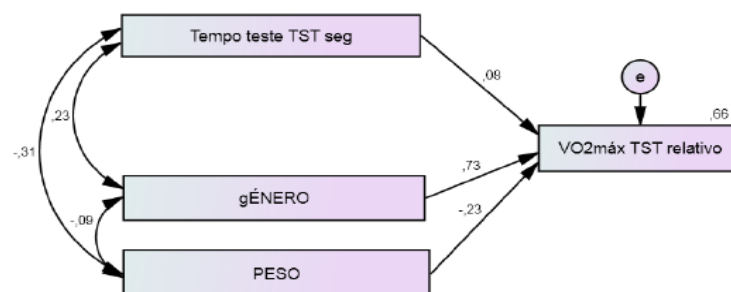 Tempo teste TST seg
,08
e
,66
VO2máx TST relativo
,23
-,31
,73
gÉNERO
-,23
-,09
PESO